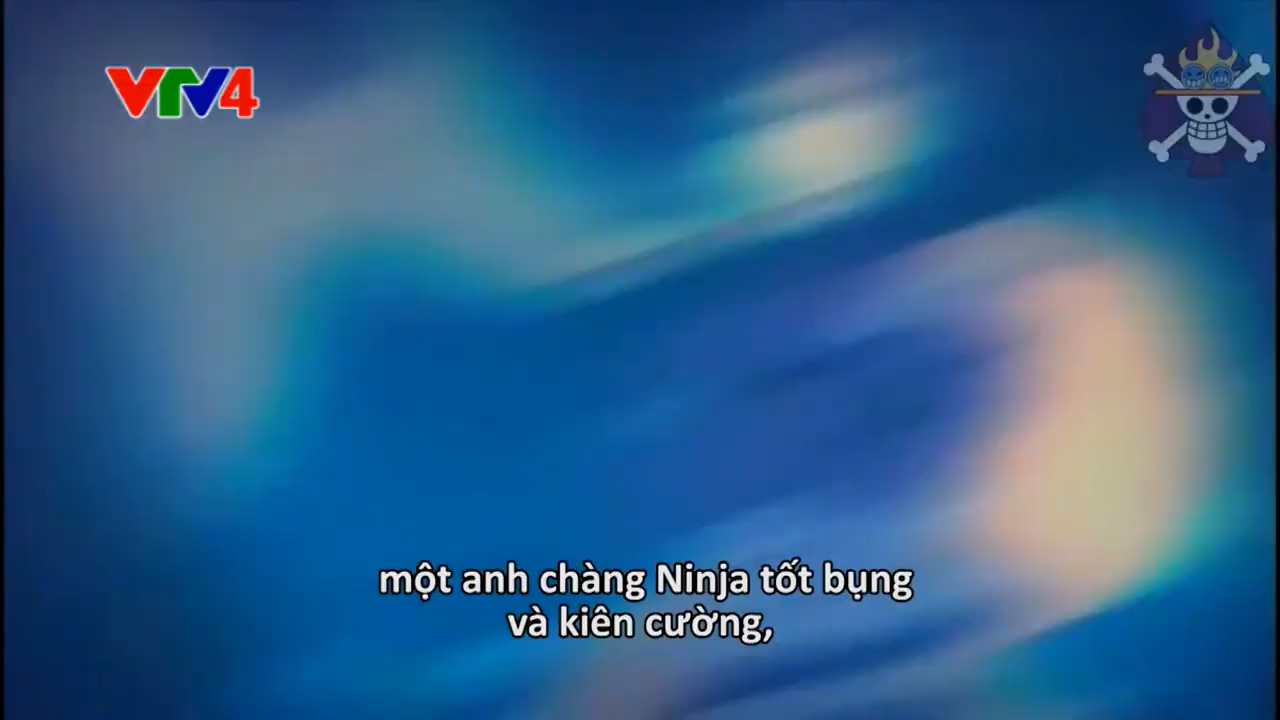 VTV4
một anh chàng Ninja tốt bụng
và kiên cường,